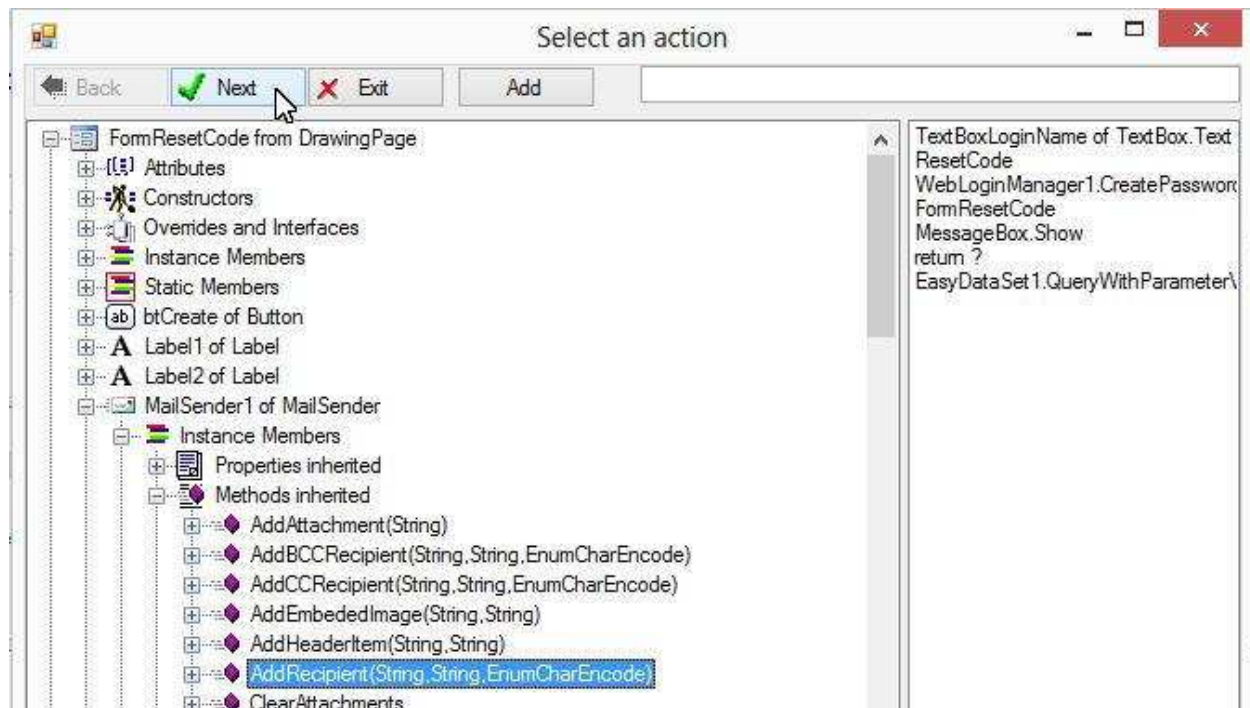 Select an action
Back Next Exit Add
FormResetCode from DrawingPage
Attributes
Constructors
Overrides and Interfaces
Instance Members
Static Members
ab btCreate of Button
A Label1 of Label
A Label2 of Label
MailSender1 of MailSender
Instance Members
Properties inherited
Methods inherited
AddAttachment(String)
AddBCCRecipient(String,String,EnumCharEncode)
AddCCRecipient(String,String,EnumCharEncode)
AddEmbededImage(String,String)
AddHeaderItem(String,String)
AddRecipient(String,String,EnumCharEncode)
ClearAttachments
TextBoxLoginName of TextBox.Text
ResetCode
WebLoginManager1.CreatePassword
FormResetCode
MessageBox.Show
return ?
EasyDataSet1.QueryWithParameter